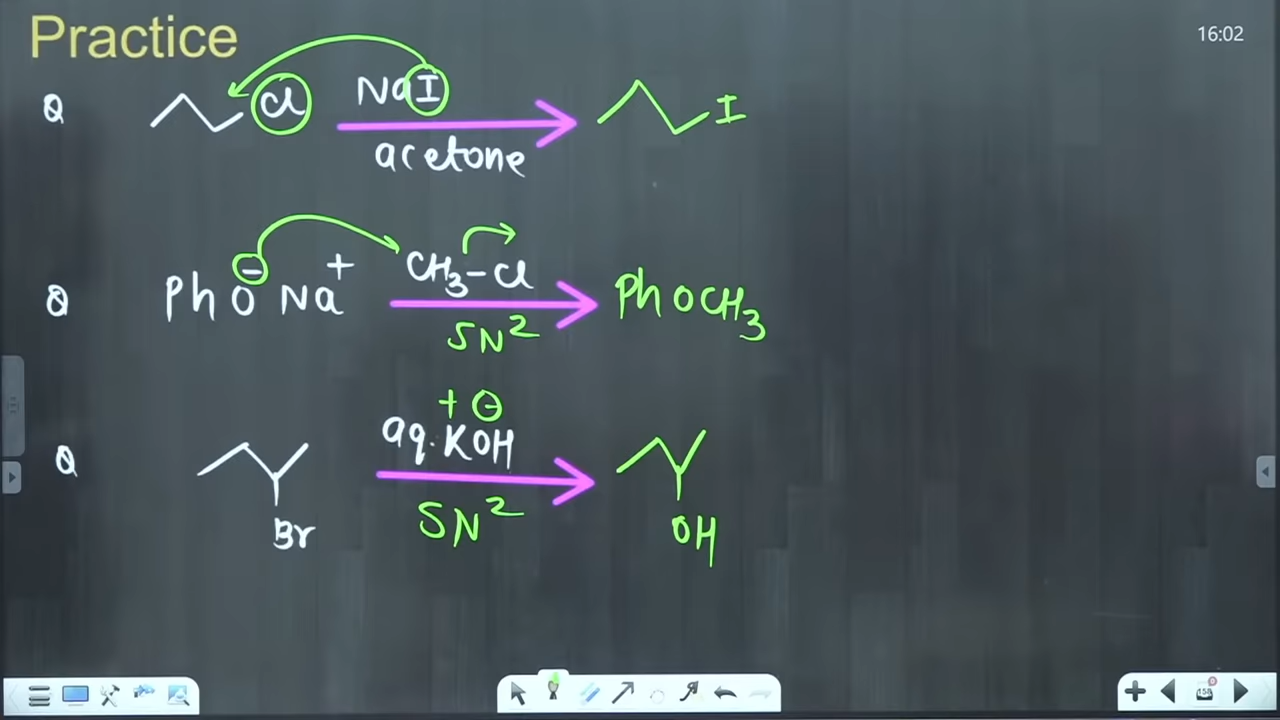 Practice
16:02
Q Cl NaI acetone I
Q PhO⁻ Na⁺ CH₃-Cl SN² PhOCH₃
+ ⊖
Q Br aq. KOH SN² OH